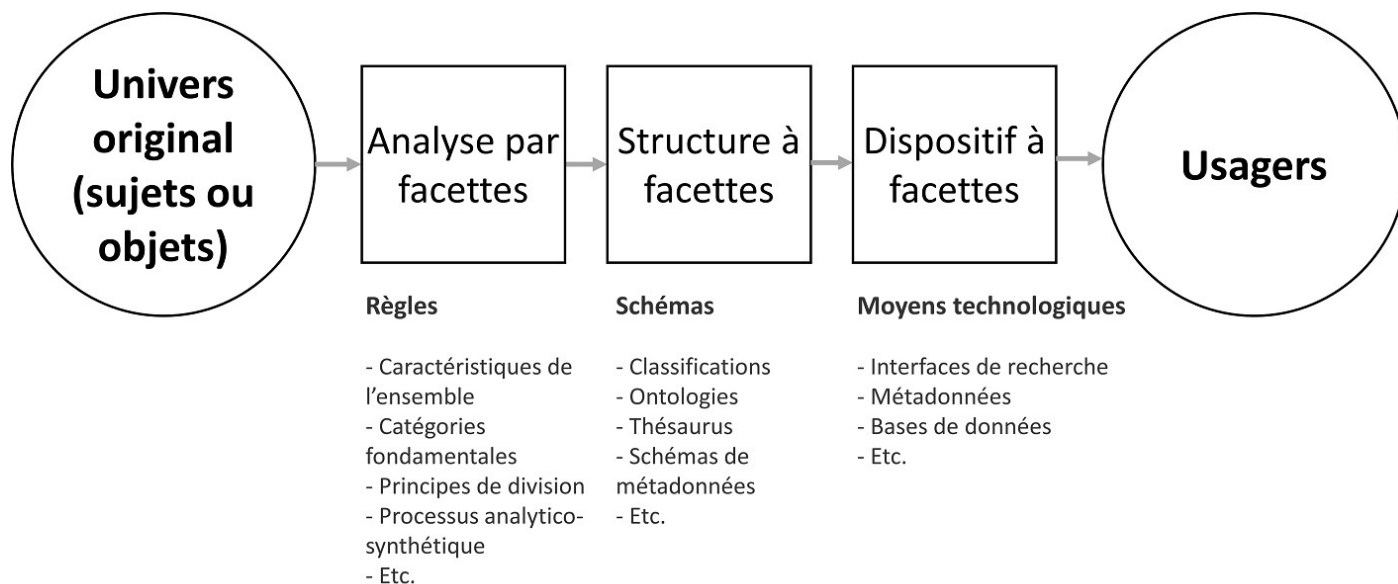 Univers
original
(sujets ou
objets)
Analyse par
facettes
Structure à
facettes
Dispositif à
facettes
Usagers
Règles
- Caractéristiques de
l'ensemble
- Catégories
fondamentales
- Principes de division
- Processus analytico-
synthétique
- Etc.
Schémas
- Classifications
- Ontologies
- Thésaurus
- Schémas de
métadonnées
- Etc.
Moyens technologiques
- Interfaces de recherche
- Métadonnées
- Bases de données
- Etc.